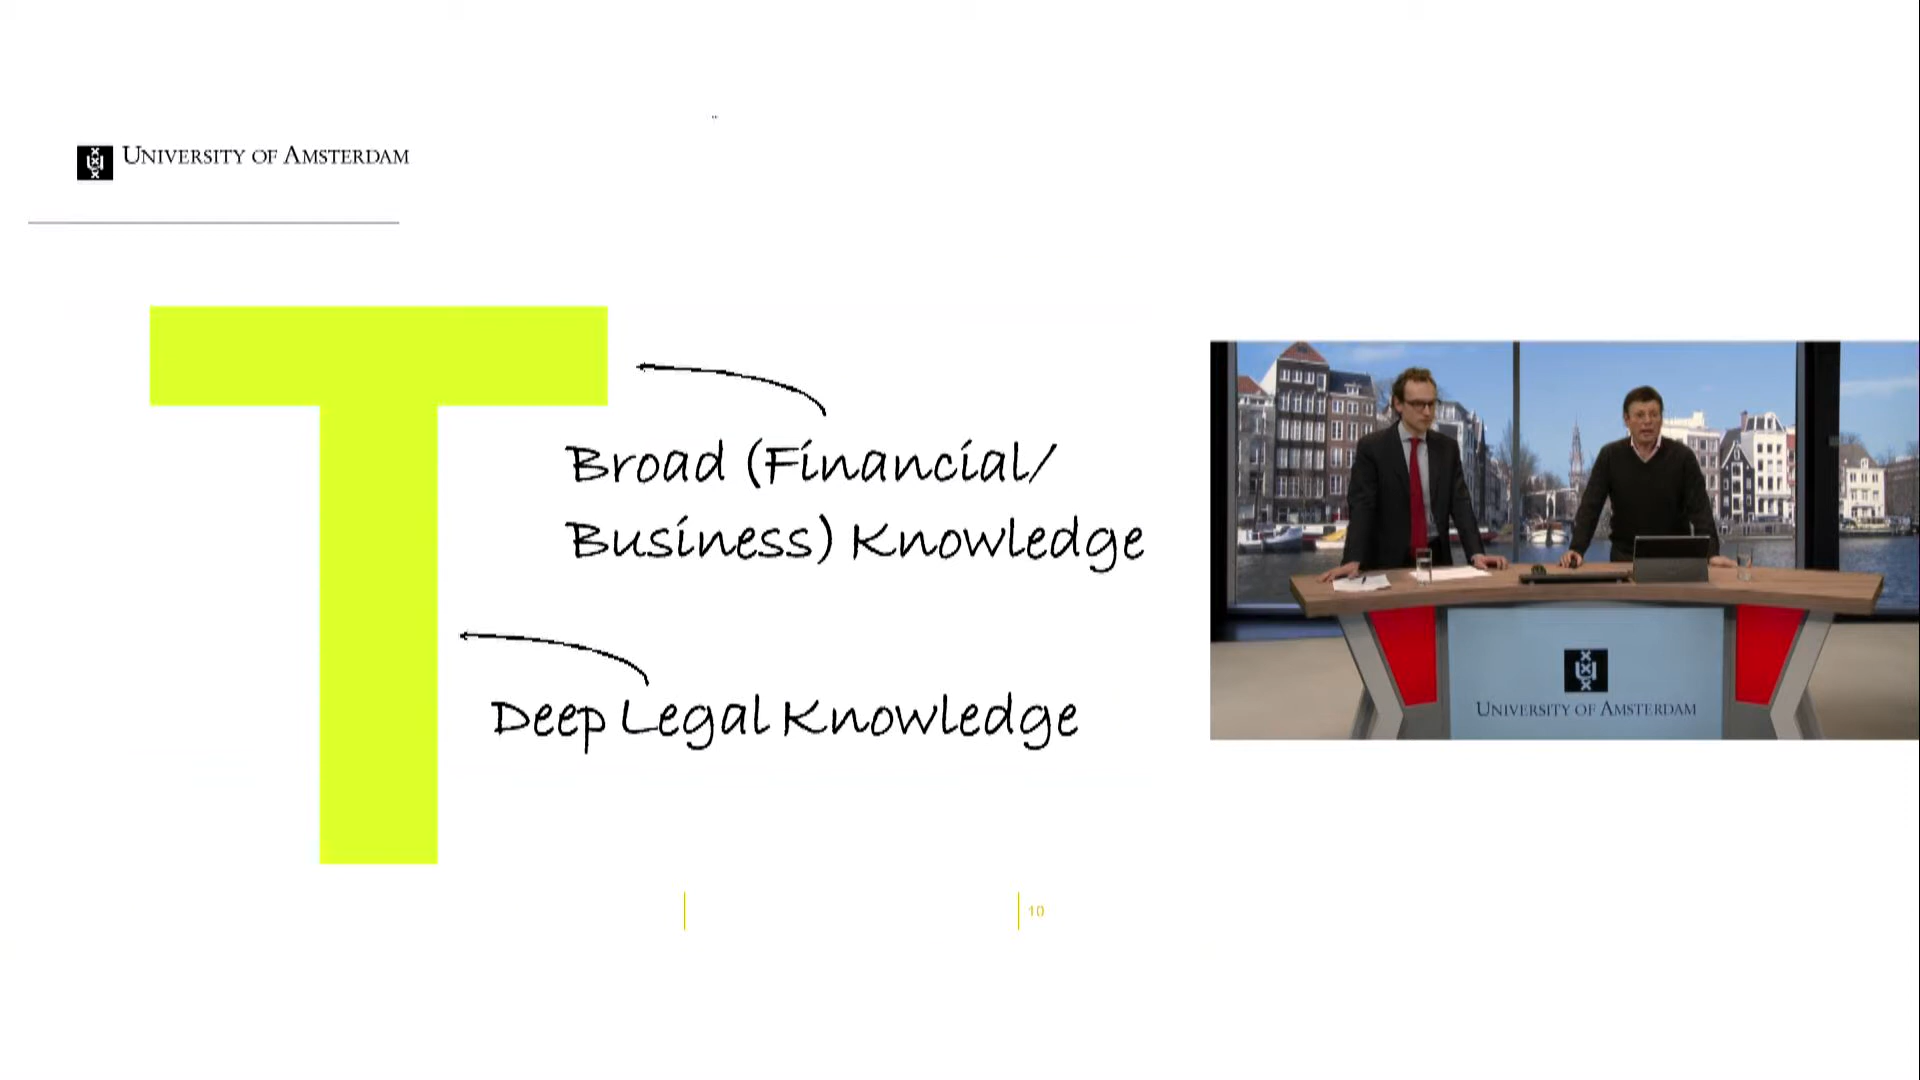 UNIVERSITY OF AMSTERDAM
Broad (Financial/
Business) Knowledge
Deep Legal Knowledge
10
UNIVERSITY OF AMSTERDAM